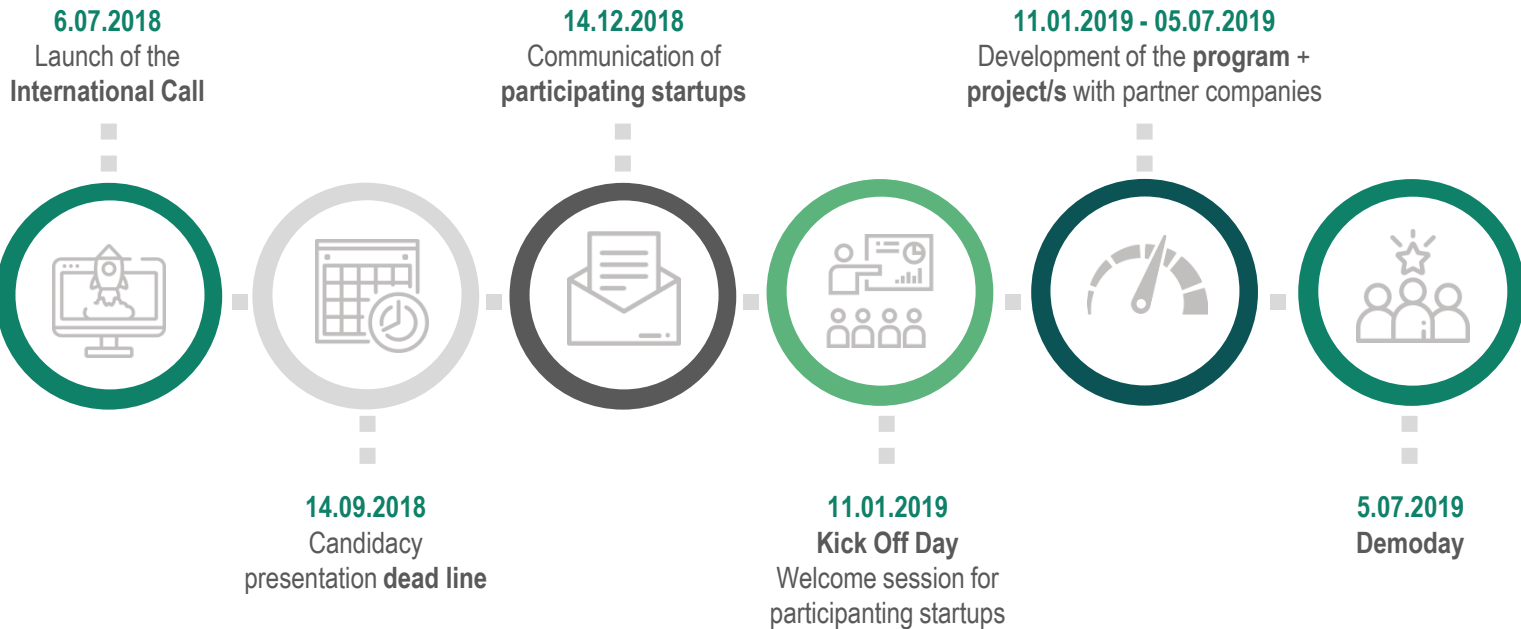 6.07.2018
Launch of the
International Call
14.12.2018
Communication of
participating startups
11.01.2019 - 05.07.2019
Development of the program +
project/s with partner companies
14.09.2018
Candidacy
presentation dead line
11.01.2019
Kick Off Day
Welcome session for
participanting startups
5.07.2019
Demoday